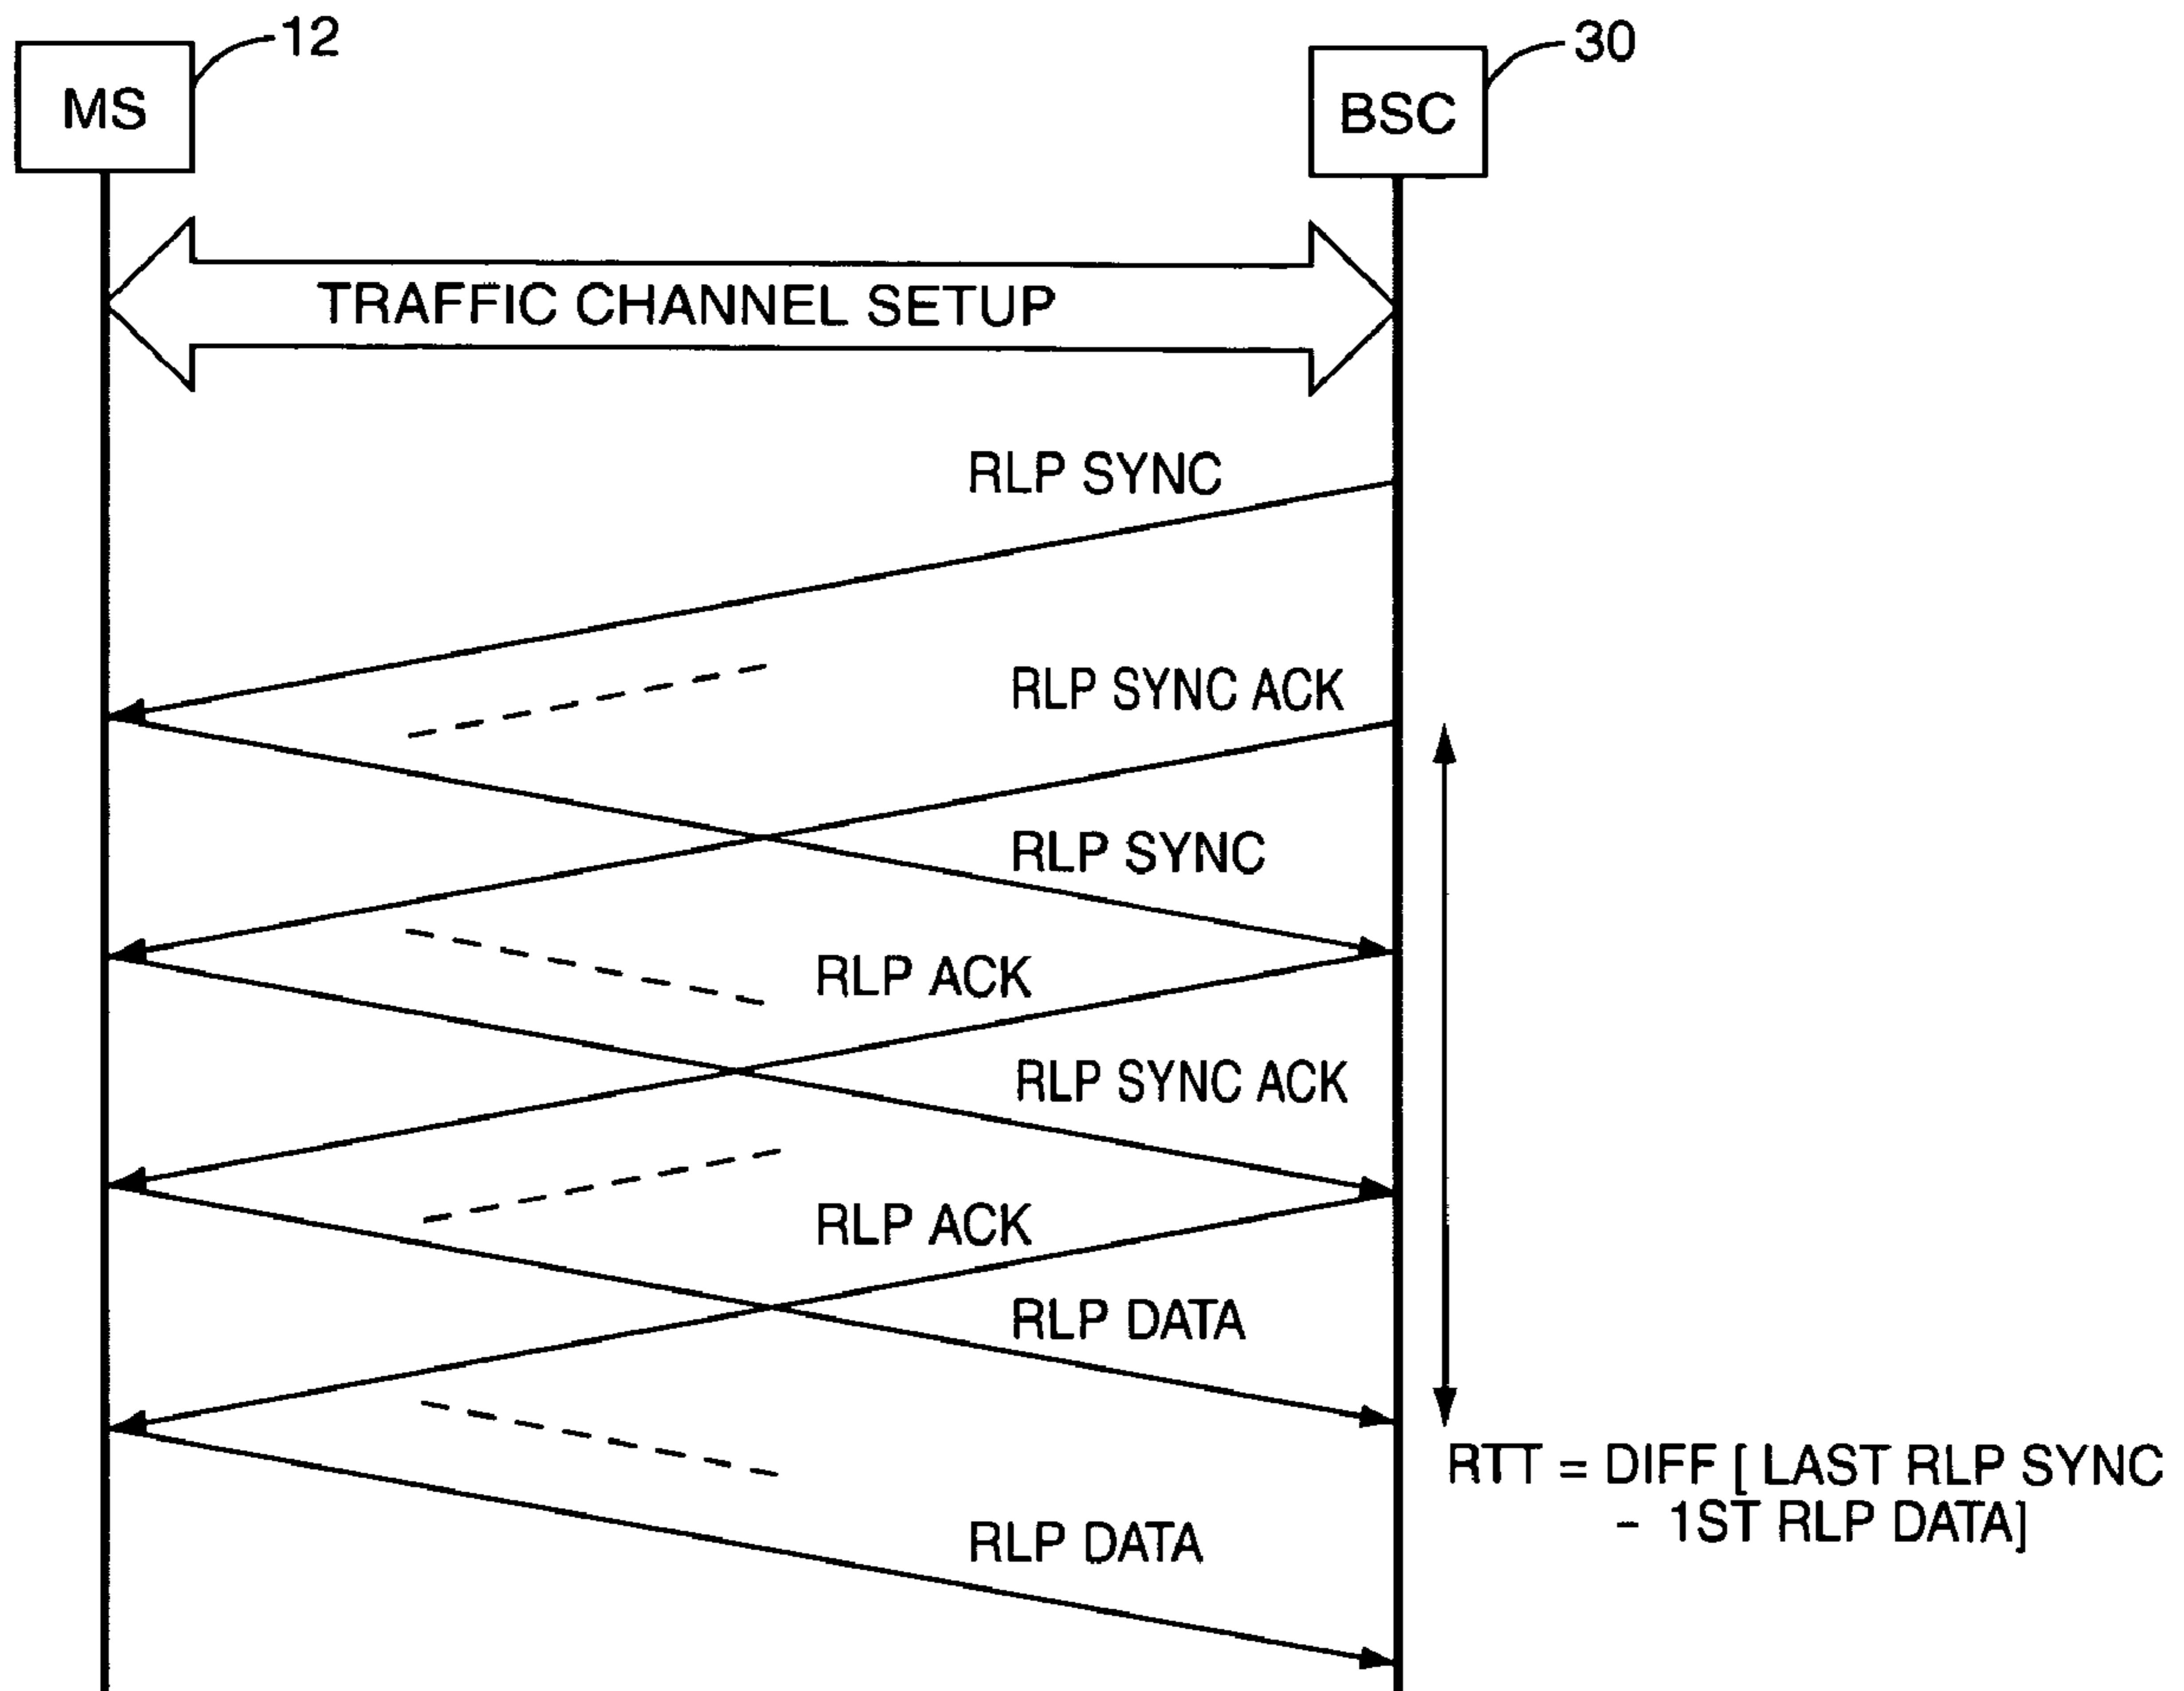 12
30
MS
BSC
TRAFFIC CHANNEL SETUP
RLP SYNC
RLP SYNC ACK
RLP SYNC
RLP ACK
RLP SYNC ACK
RLP ACK
RLP DATA
RTT = DIFF [ LAST RLP SYNC
- 1ST RLP DATA]
RLP DATA